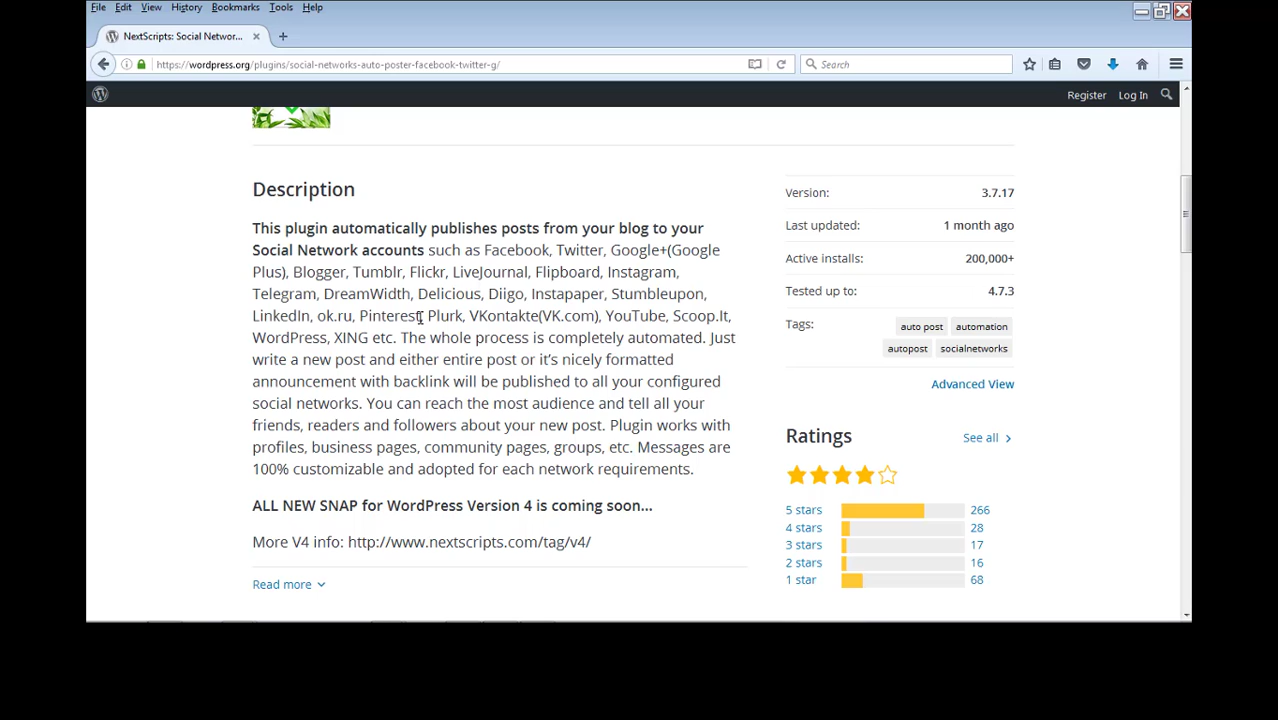 File Edit View History Bookmarks Tools Help
NextScripts: Social Networ...
https://wordpress.org/plugins/social-networks-auto-poster-facebook-twitter-g/
Search
Register Log In
Description
This plugin automatically publishes posts from your blog to your
Social Network accounts such as Facebook, Twitter, Google+(Google
Plus), Blogger, Tumblr, Flickr, LiveJournal, Flipboard, Instagram,
Telegram, DreamWidth, Delicious, Diigo, Instapaper, Stumbleupon,
LinkedIn, ok.ru, Pinterest, Plurk, VKontakte(VK.com), YouTube, Scoop.It,
WordPress, XING etc. The whole process is completely automated. Just
write a new post and either entire post or it's nicely formatted
announcement with backlink will be published to all your configured
social networks. You can reach the most audience and tell all your
friends, readers and followers about your new post. Plugin works with
profiles, business pages, community pages, groups, etc. Messages are
100% customizable and adopted for each network requirements.
ALL NEW SNAP for WordPress Version 4 is coming soon...
More V4 info: http://www.nextscripts.com/tag/v4/
Read more
Version: 3.7.17
Last updated: 1 month ago
Active installs: 200,000+
Tested up to: 4.7.3
Tags: auto post automation
autopost socialnetworks
Advanced View
Ratings See all
5 stars 266
4 stars 28
3 stars 17
2 stars 16
1 star 68